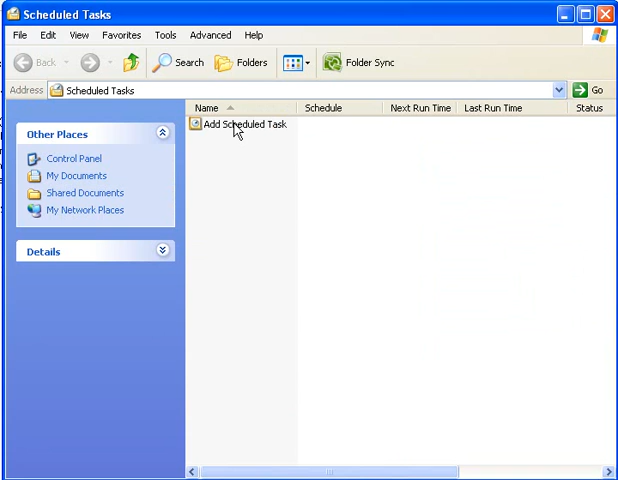 Scheduled Tasks
File Edit View Favorites Tools Advanced Help
Back Search Folders Folder Sync
Address Scheduled Tasks Go
Name Schedule Next Run Time Last Run Time Status
Add Scheduled Task
Other Places
Control Panel
My Documents
Shared Documents
My Network Places
Details